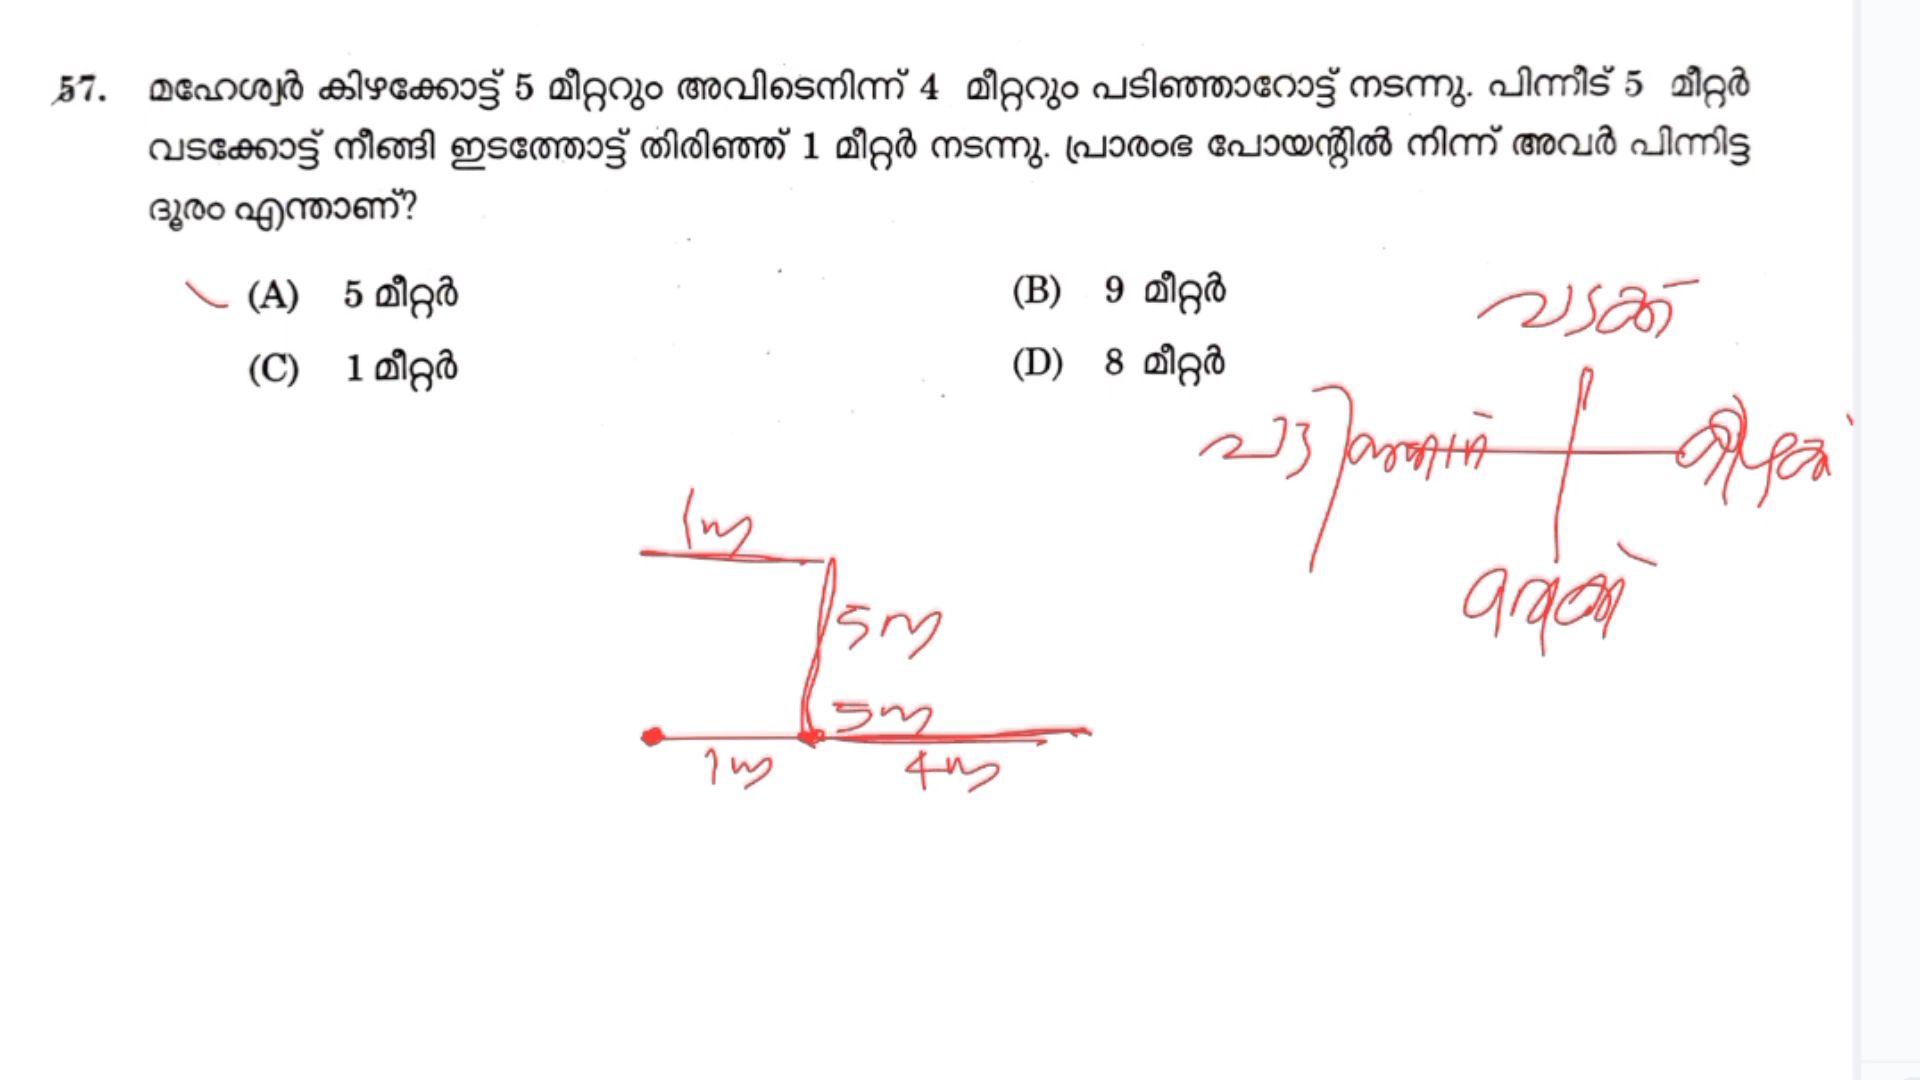 57. മഹേശ്വർ കിഴക്കോട്ട് 5 മീറ്ററും അവിടെനിന്ന് 4 മീറ്ററും പടിഞ്ഞാറോട്ട് നടന്നു. പിന്നീട് 5 മീറ്റർ
വടക്കോട്ട് നീങ്ങി ഇടത്തോട്ട് തിരിഞ്ഞ് 1 മീറ്റർ നടന്നു. പ്രാരംഭ പോയന്റിൽ നിന്ന് അവർ പിന്നിട്ട
ദൂരം എന്താണ്?
(A) 5 മീറ്റർ (B) 9 മീറ്റർ
(C) 1 മീറ്റർ (D) 8 മീറ്റർ
വടക്ക്
പടിഞ്ഞാറ് കിഴക്ക്
തെക്ക്
1m
5m
5m
1m 4m